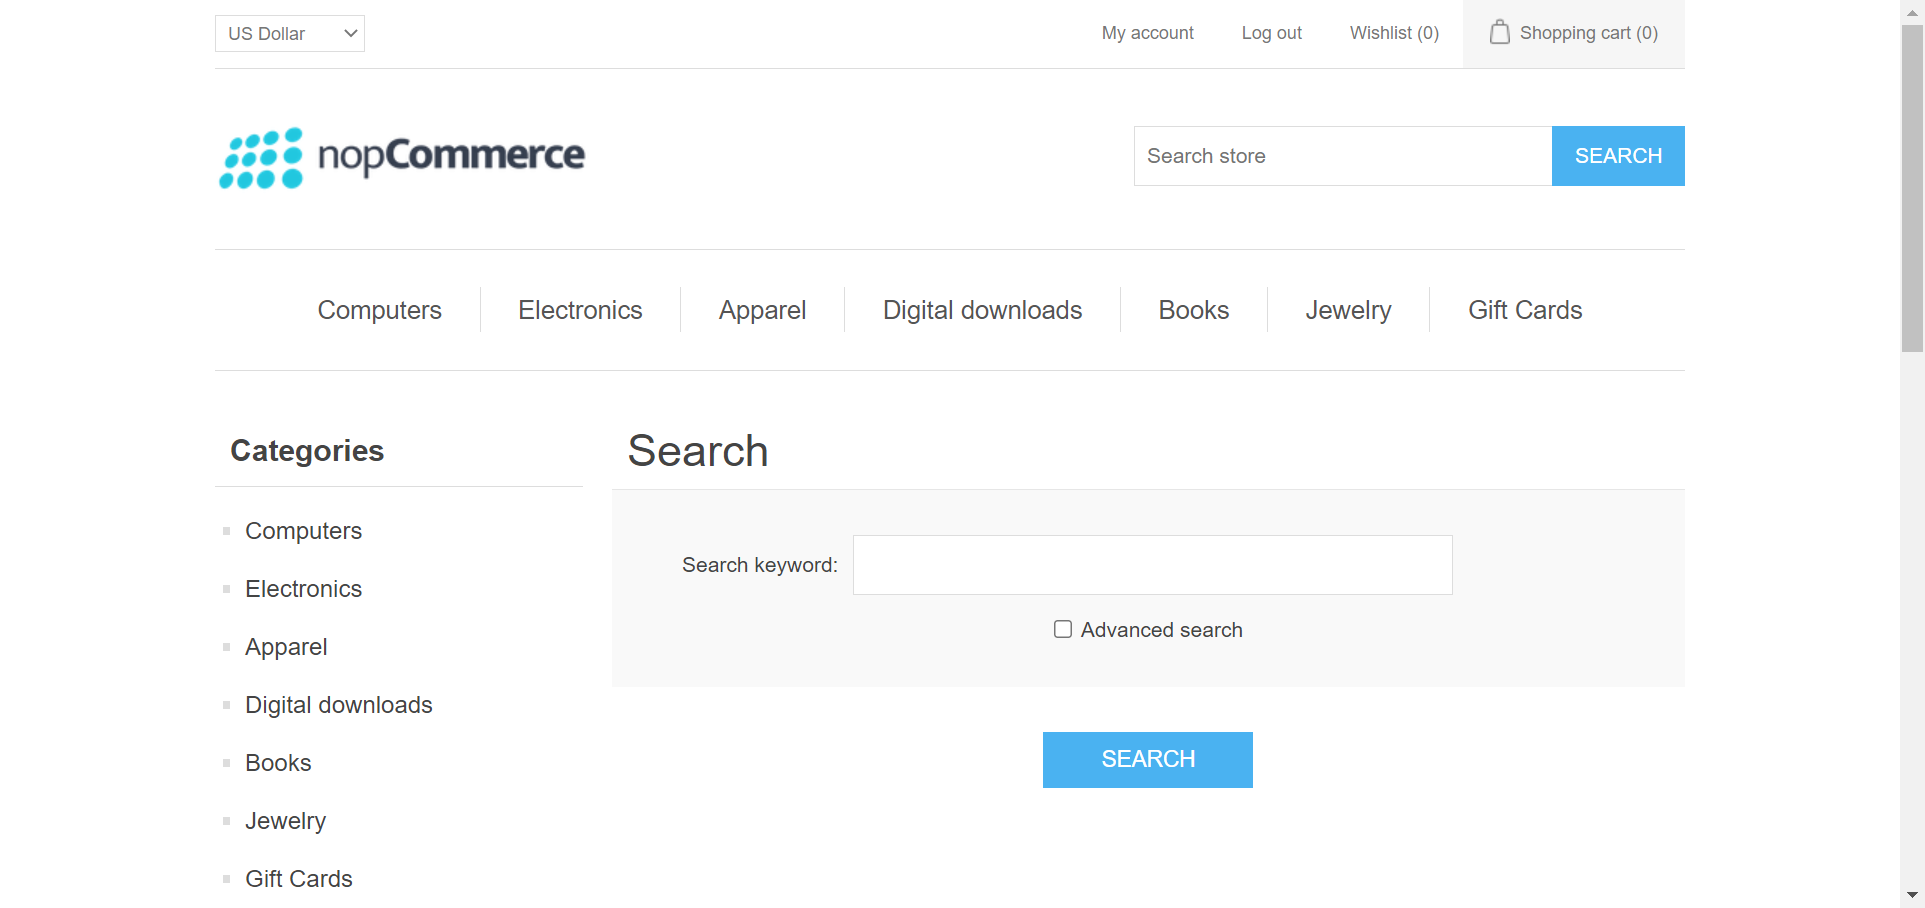 US Dollar
My account
Log out
Wishlist (0)
Shopping cart (0)
nopCommerce
Search store
SEARCH
Computers
Electronics
Apparel
Digital downloads
Books
Jewelry
Gift Cards
Categories
Computers
Electronics
Apparel
Digital downloads
Books
Jewelry
Gift Cards
Search
Search keyword:
Advanced search
SEARCH